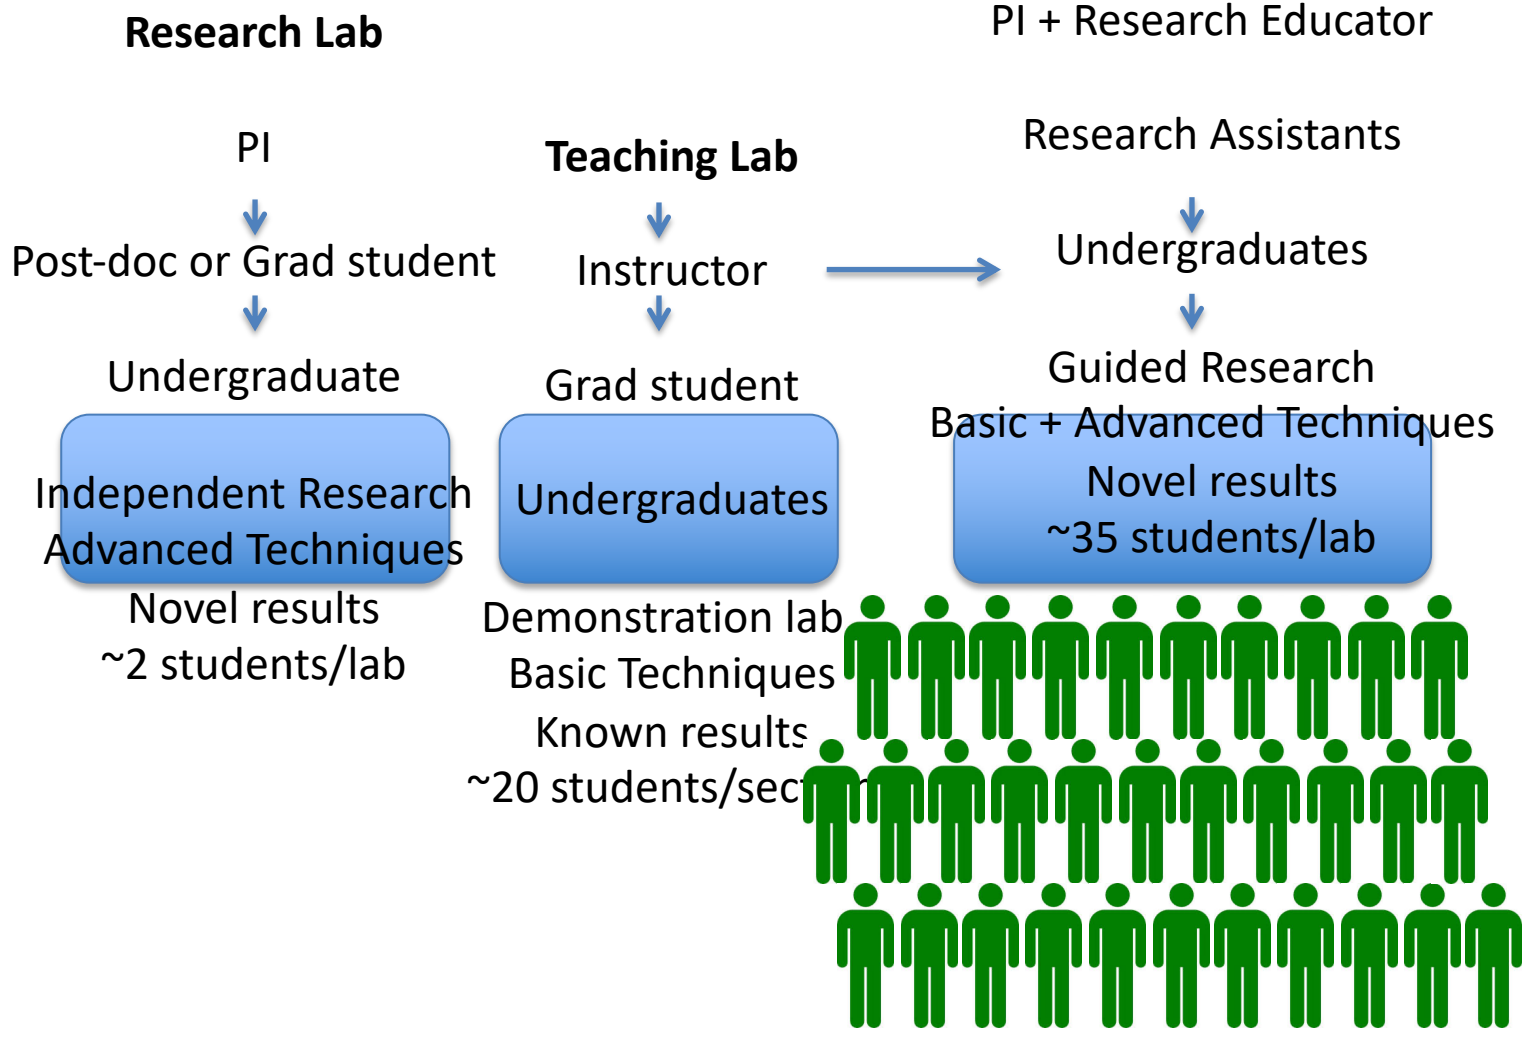 Research Lab
PI
Post-doc or Grad student
Undergraduate
Independent Research
Advanced Techniques
Novel results
~2 students/lab
Teaching Lab
Instructor
Grad student
Undergraduates
Demonstration lab
Basic Techniques
Known results
~20
PI + Research Educator
Research Assistants
Undergraduates
Guided Research
Basic + Advanced Techniques
Novel results
~35 students/lab